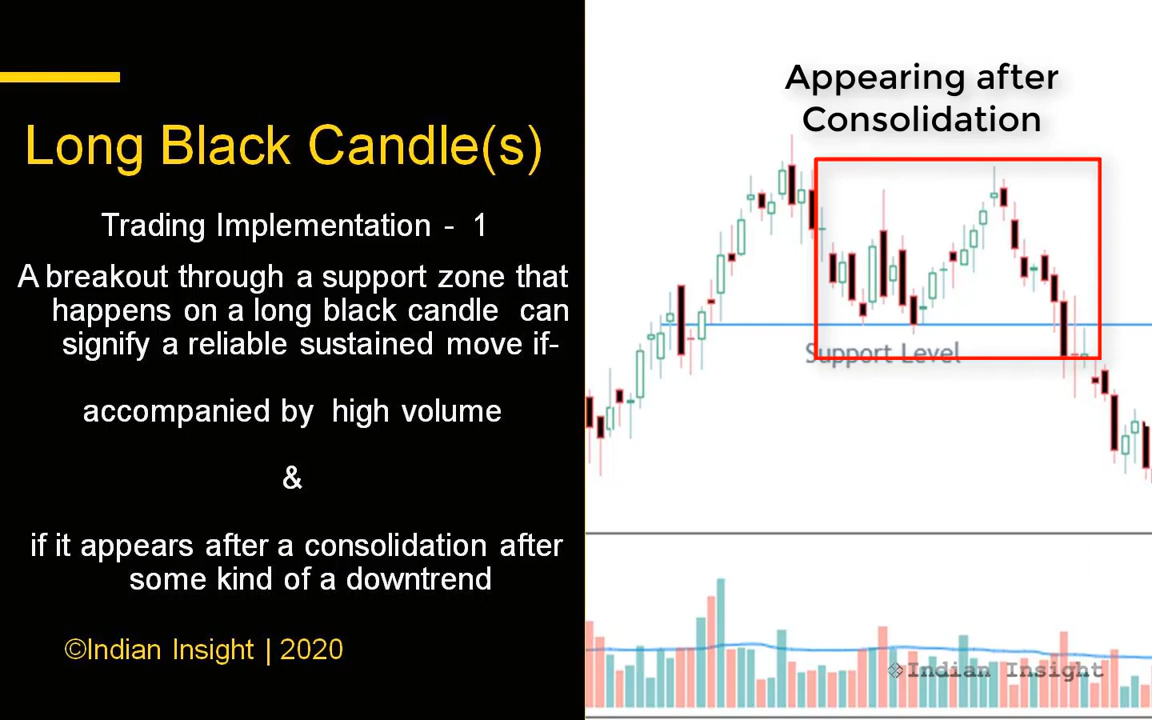 Long Black Candle(s)
Trading Implementation - 1
A breakout through a support zone that
happens on a long black candle can
signify a reliable sustained move if-
accompanied by high volume
&
if it appears after a consolidation after
some kind of a downtrend
©Indian Insight | 2020
Appearing after
Consolidation
Support Level
Indian Insight